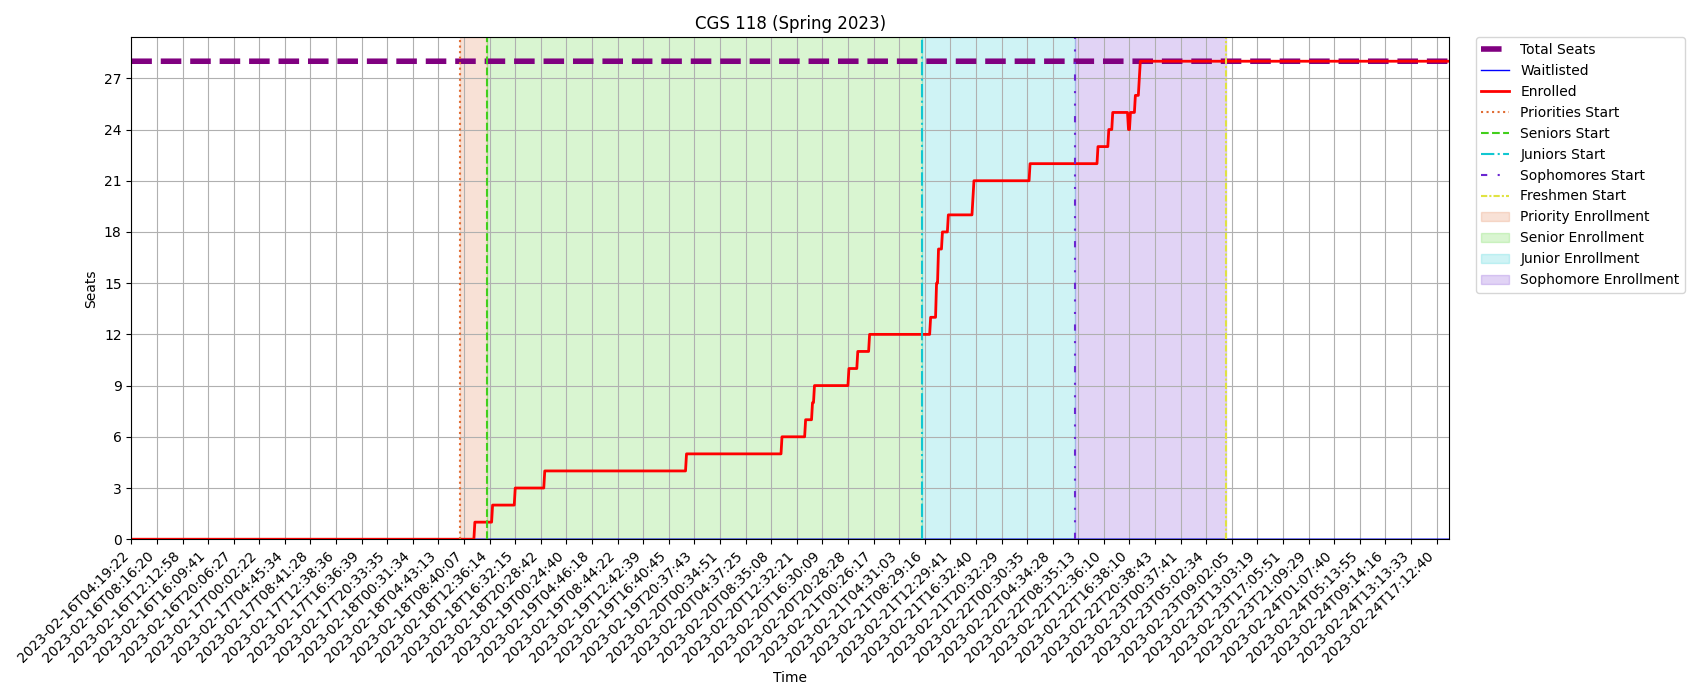 CGS 118 (Spring 2023)
Seats
27
24
21
18
15
12
9
6
3
0
2023-02-16T04:19:22
2023-02-16T08:16:20
2023-02-16T12:12:58
2023-02-16T16:09:41
2023-02-16T20:06:27
2023-02-17T00:02:22
2023-02-17T04:45:34
2023-02-17T08:41:28
2023-02-17T12:38:36
2023-02-17T16:36:39
2023-02-17T20:33:35
2023-02-18T00:31:34
2023-02-18T04:43:13
2023-02-18T08:40:07
2023-02-18T12:36:14
2023-02-18T16:32:15
2023-02-18T20:28:42
2023-02-19T00:24:40
2023-02-19T04:46:18
2023-02-19T08:44:22
2023-02-19T12:42:39
2023-02-19T16:40:45
2023-02-19T20:37:43
2023-02-20T00:34:51
2023-02-20T04:37:25
2023-02-20T08:35:08
2023-02-20T12:32:21
2023-02-20T16:30:09
2023-02-20T20:28:28
2023-02-21T00:26:17
2023-02-21T04:31:03
2023-02-21T08:29:16
2023-02-21T12:29:41
2023-02-21T16:32:40
2023-02-21T20:32:29
2023-02-22T00:30:35
2023-02-22T04:34:28
2023-02-22T08:35:13
2023-02-22T12:36:10
2023-02-22T16:38:10
2023-02-22T20:38:43
2023-02-23T00:37:41
2023-02-23T05:02:34
2023-02-23T09:02:05
2023-02-23T13:03:19
2023-02-23T17:05:51
2023-02-23T21:09:29
2023-02-24T01:07:40
2023-02-24T05:13:55
2023-02-24T09:14:16
2023-02-24T13:13:33
2023-02-24T17:12:40
Time
Total Seats
Waitlisted
Enrolled
Priorities Start
Seniors Start
Juniors Start
Sophomores Start
Freshmen Start
Priority Enrollment
Senior Enrollment
Junior Enrollment
Sophomore Enrollment